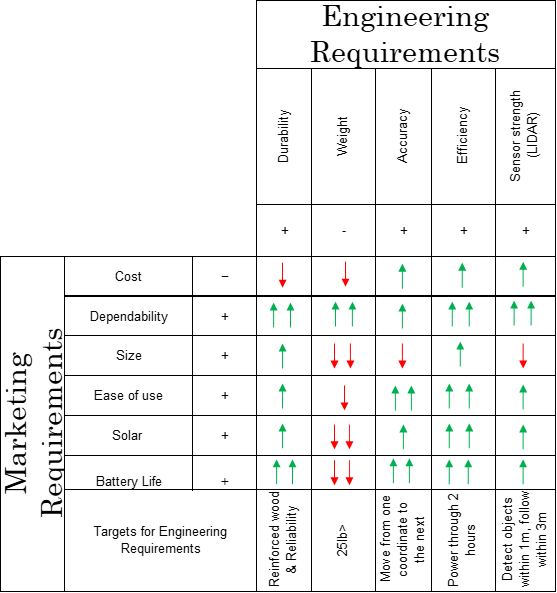 Engineering
Requirements
Durability
Weight
Accuracy
Efficiency
Sensor strength
(LIDAR)
+
-
+
+
+
Marketing
Requirements
Cost
–
↓
↓
↑
↑
↑
Dependability
+
↑↑
↑↑
↑
↑↑
↑↑
Size
+
↑
↓↓
↓
↑
↓
Ease of use
+
↑
↓
↑↑
↑↑
↑
Solar
+
↑
↓↓
↑
↑↑
↑
Battery Life
+
↑↑
↓↓
↑↑
↑↑
↑
Targets for Engineering
Requirements
Reinforced wood
& Reliability
25lb>
Move from one
coordinate to
the next
Power through 2
hours
Detect objects
within 1m, follow
within 3m